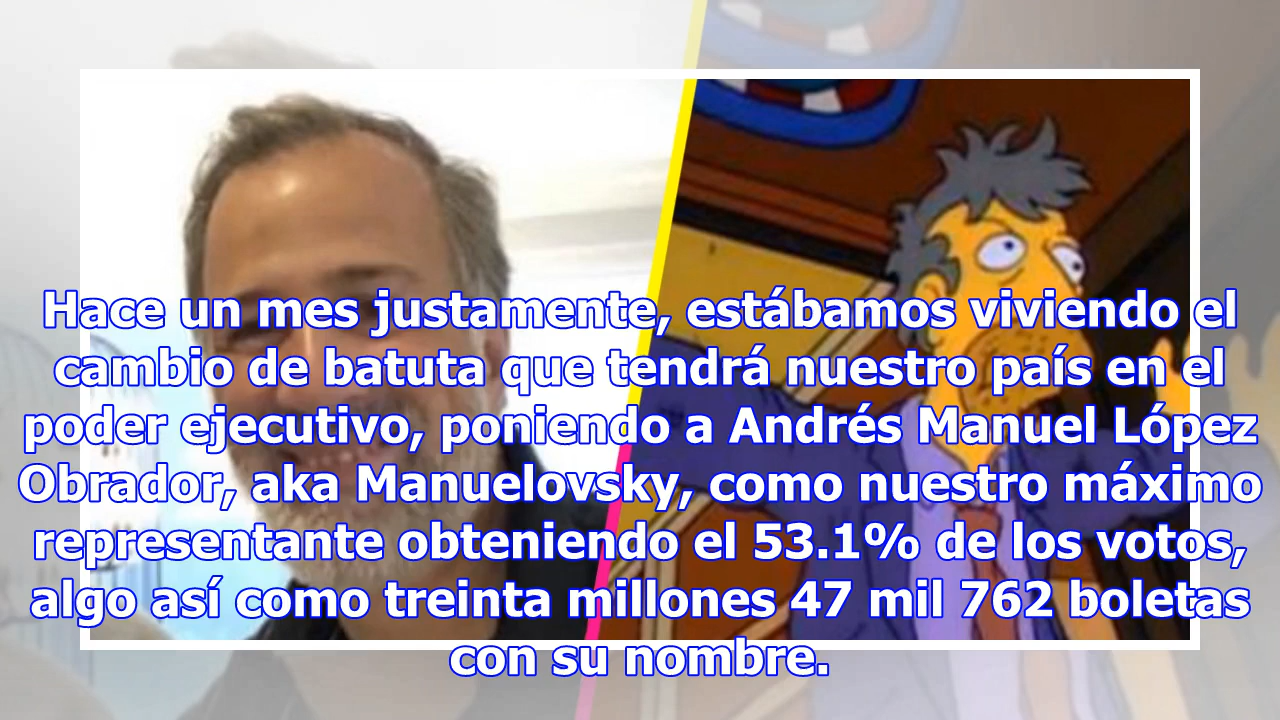 Hace un mes justamente, estábamos viviendo el
cambio de batuta que tendrá nuestro país en el
poder ejecutivo, poniendo a Andrés Manuel López
Obrador, aka Manuelovsky, como nuestro máximo
representante obteniendo el 53.1% de los votos,
algo así como treinta millones 47 mil 762 boletas
con su nombre.